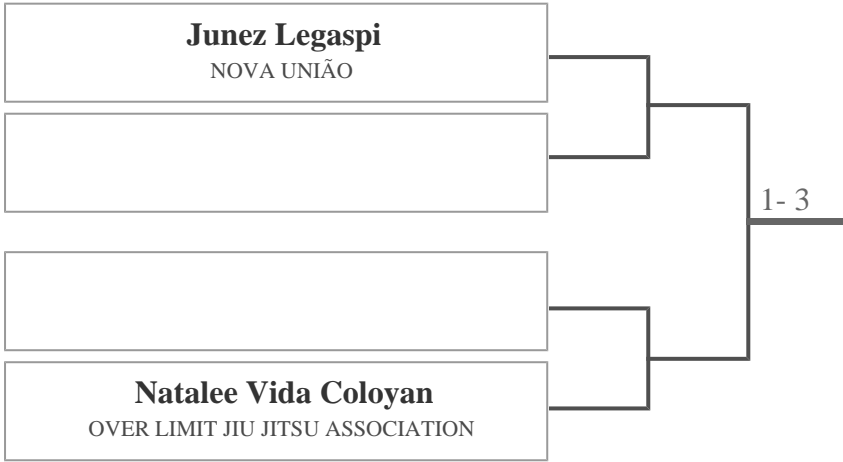 Junez Legaspi
NOVA UNIÃO
1- 3
Natalee Vida Coloyan
OVER LIMIT JIU JITSU ASSOCIATION